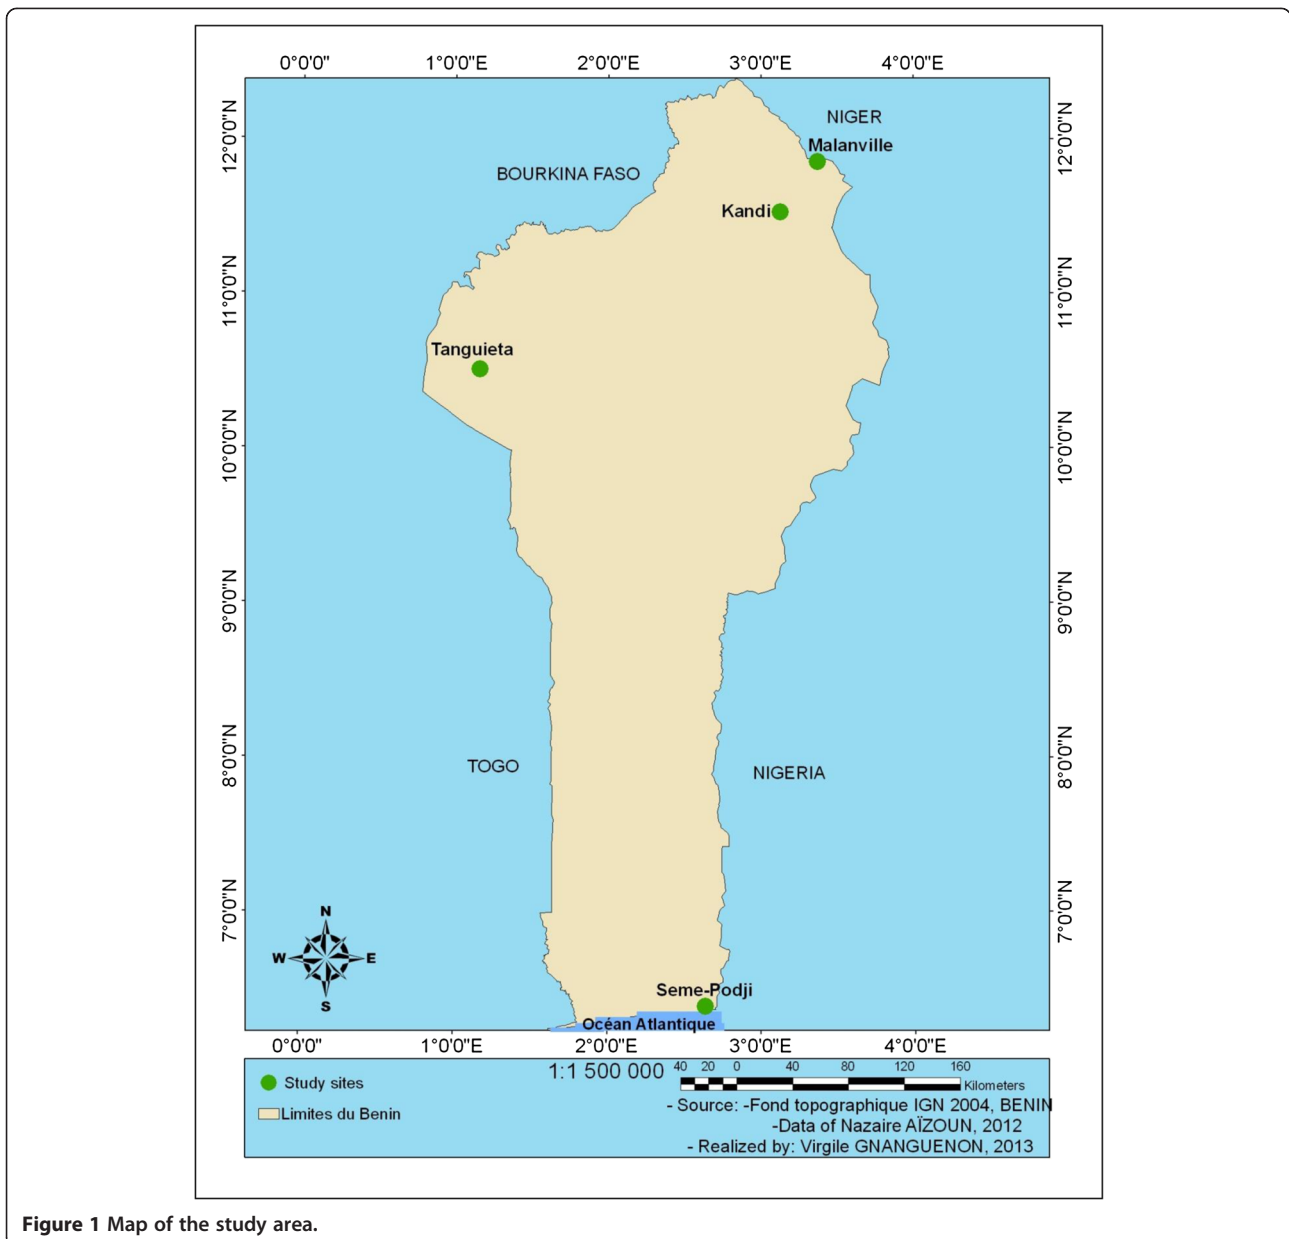 0°0'0"
1°0'0"E
2°0'0"E
3°0'0"E
4°0'0"E
12°0'0"N
12°0'0"N
NIGER
Malanville
BOURKINA FASO
Kandi
11°0'0"N
11°0'0"N
Tanguieta
10°0'0"N
10°0'0"N
9°0'0"N
9°0'0"N
8°0'0"N
8°0'0"N
TOGO
NIGERIA
7°0'0"N
7°0'0"N
N
W
E
S
Seme-Podji
Océan Atlantique
0°0'0"
1°0'0"E
2°0'0"E
3°0'0"E
4°0'0"E
1:1 500 000
40 20 0 40 80 120 160
Kilometers
Study sites
Limites du Benin
- Source: -Fond topographique IGN 2004, BENIN
-Data of Nazaire AÏZOUN, 2012
- Realized by: Virgile GNANGUENON, 2013
Figure 1 Map of the study area.